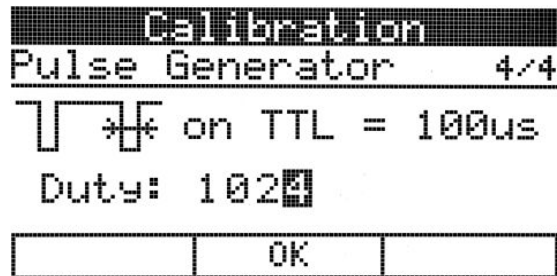 Calibration
Pulse Generator 4/4
on TTL = 100us
Duty: 1024
OK